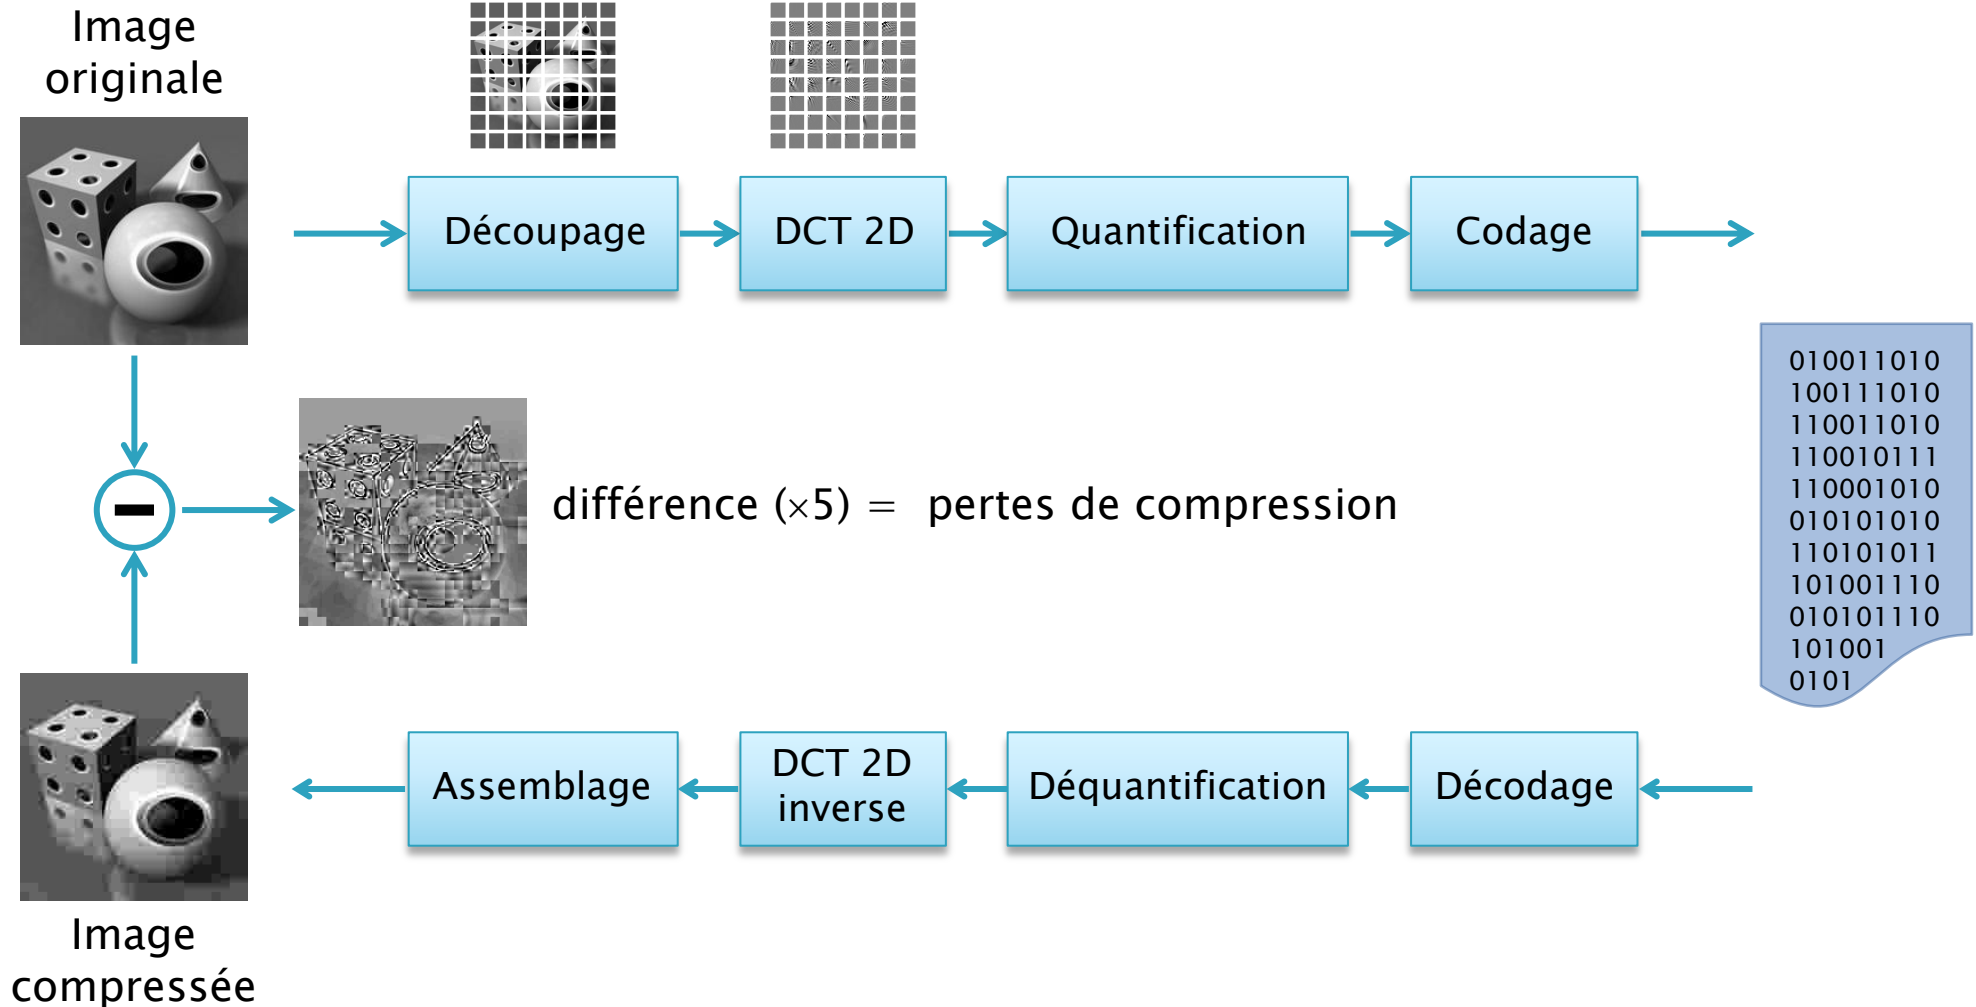 Image
originale
Découpage
DCT 2D
Quantification
Codage
010011010
100111010
110011010
110010111
110001010
010101010
110101011
101001110
010101110
101001
0101
différence (×5) = pertes de compression
Assemblage
DCT 2D
inverse
Déquantification
Décodage
Image
compressée